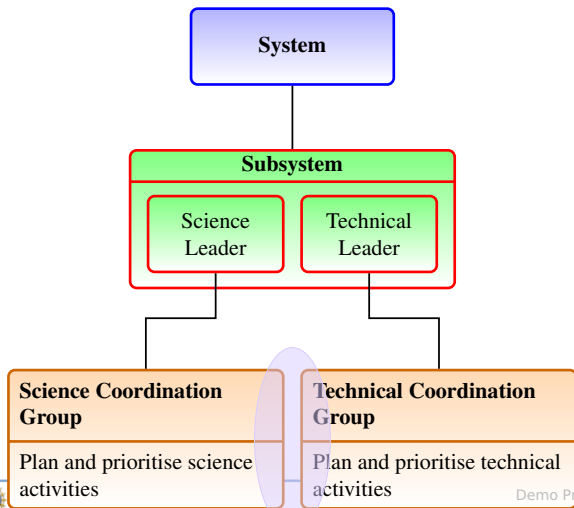 System
Subsystem
Science
Leader
Technical
Leader
Science Coordination
Group
Plan and prioritise science
activities
Technical Coordination
Group
Plan and prioritise technical
activities
Demo